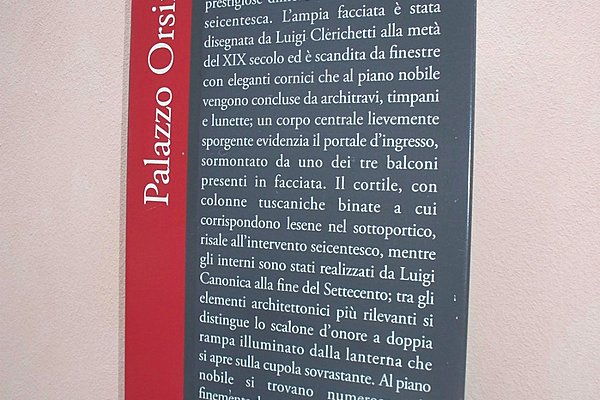 Palazzo Orsi
prestigiose
seicentesca. L'ampia facciata è stata
disegnata da Luigi Clerichetti alla metà
del XIX secolo ed è scandita da finestre
con eleganti cornici che al piano nobile
vengono concluse da architravi, timpani
e lunette; un corpo centrale lievemente
sporgente evidenzia il portale d'ingresso,
sormontato da uno dei tre balconi
presenti in facciata. Il cortile, con
colonne tuscaniche binate a cui
corrispondono lesene nel sottoportico,
risale all'intervento seicentesco, mentre
gli interni sono stati realizzati da Luigi
Canonica alla fine del Settecento; tra gli
elementi architettonici più rilevanti si
distingue lo scalone d'onore a doppia
rampa illuminato dalla lanterna che
si apre sulla cupola sovrastante. Al piano
nobile si trovano